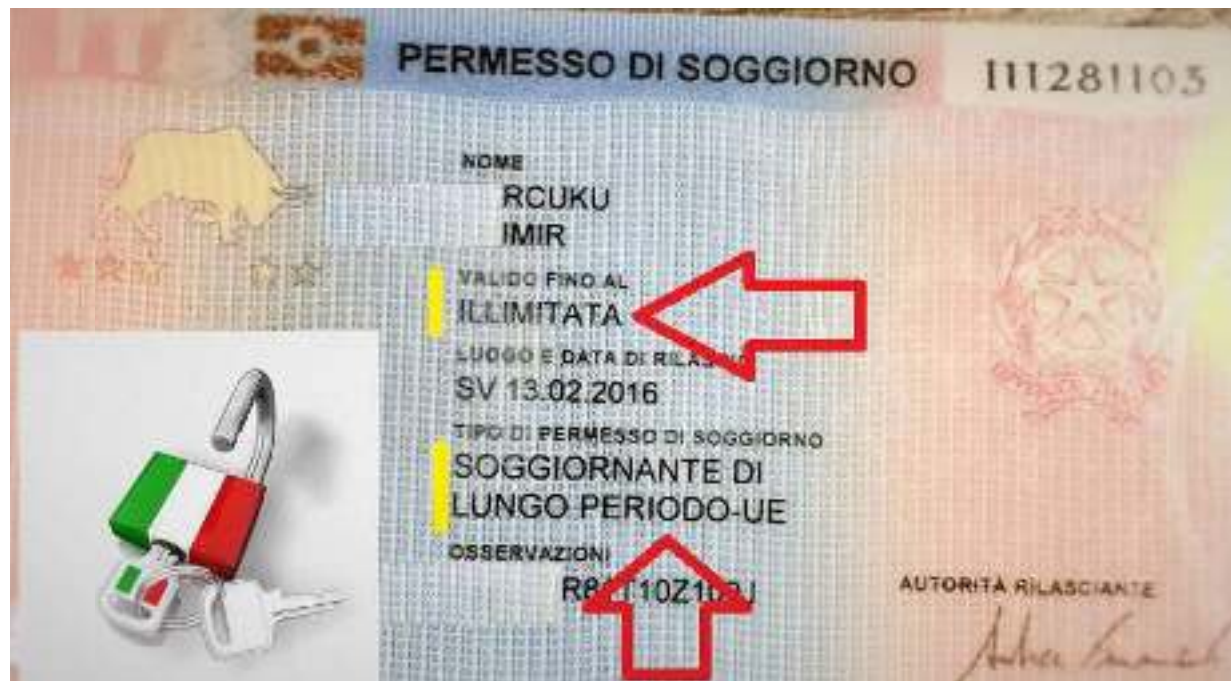 PERMESSO DI SOGGIORNO 111281103
NOME
RCUKU
IMIR
VALIDO FINO AL
ILLIMITATA
LUOGO E DATA DI
SV 13.02.2016
TIPO DI PERMESSO DI SOGGIORNO
SOGGIORNANTE DI
LUNGO PERIODO-UE
OSSERVAZIONI
AUTORITÀ RILASCIANTE